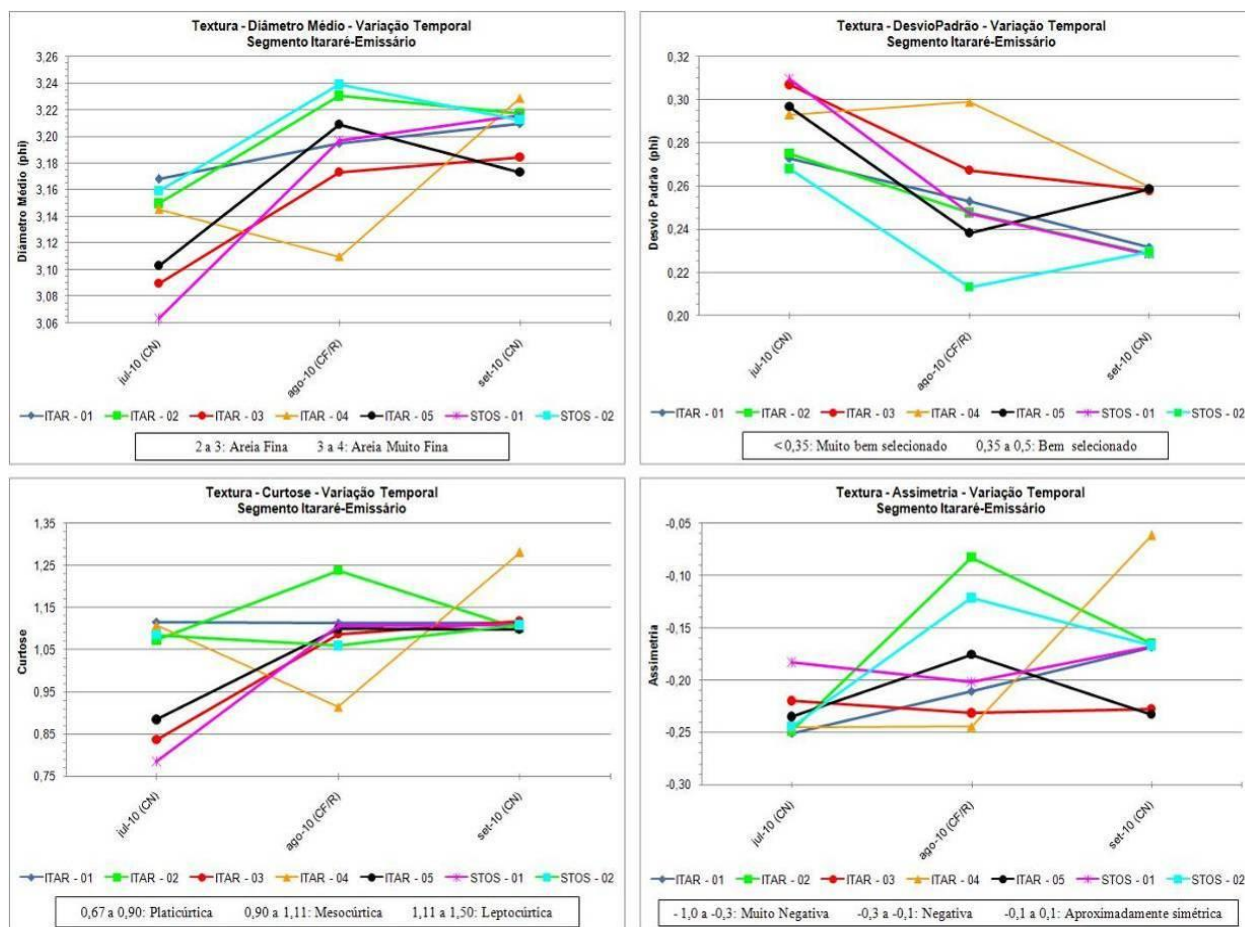 Textura - Diâmetro Médio - Variação Temporal
Segmento Itararé-Emissário
Diâmetro Médio (phi)
3,26
3,24
3,22
3,20
3,18
3,16
3,14
3,12
3,10
3,08
3,06
jul-10 (CN)
ago-10 (CF/R)
set-10 (CN)
ITAR - 01 ITAR - 02 ITAR - 03 ITAR - 04 ITAR - 05 STOS - 01 STOS - 02
2 a 3: Areia Fina 3 a 4: Areia Muito Fina
Textura - DesvioPadrão - Variação Temporal
Segmento Itararé-Emissário
Desvio Padrão (phi)
0,32
0,30
0,28
0,26
0,24
0,22
0,20
jul-10 (CN)
ago-10 (CF/R)
set-10 (CN)
ITAR - 01 ITAR - 02 ITAR - 03 ITAR - 04 ITAR - 05 STOS - 01 STOS - 02
< 0,35: Muito bem selecionado 0,35 a 0,5: Bem selecionado
Textura - Curtose - Variação Temporal
Segmento Itararé-Emissário
Curtose
1,35
1,25
1,15
1,05
0,95
0,85
0,75
jul-10 (CN)
ago-10 (CF/R)
set-10 (CN)
ITAR - 01 ITAR - 02 ITAR - 03 ITAR - 04 ITAR - 05 STOS - 01 STOS - 02
0,67 a 0,90: Platicúrtica 0,90 a 1,11: Mesocúrtica 1,11 a 1,50: Leptocúrtica
Textura - Assimetria - Variação Temporal
Segmento Itararé-Emissário
Assimetria
-0,05
-0,10
-0,15
-0,20
-0,25
-0,30
jul-10 (CN)
ago-10 (CF/R)
set-10 (CN)
ITAR - 01 ITAR - 02 ITAR - 03 ITAR - 04 ITAR - 05 STOS - 01 STOS - 02
- 1,0 a -0,3: Muito Negativa -0,3 a -0,1: Negativa -0,1 a 0,1: Aproximadamente simétrica